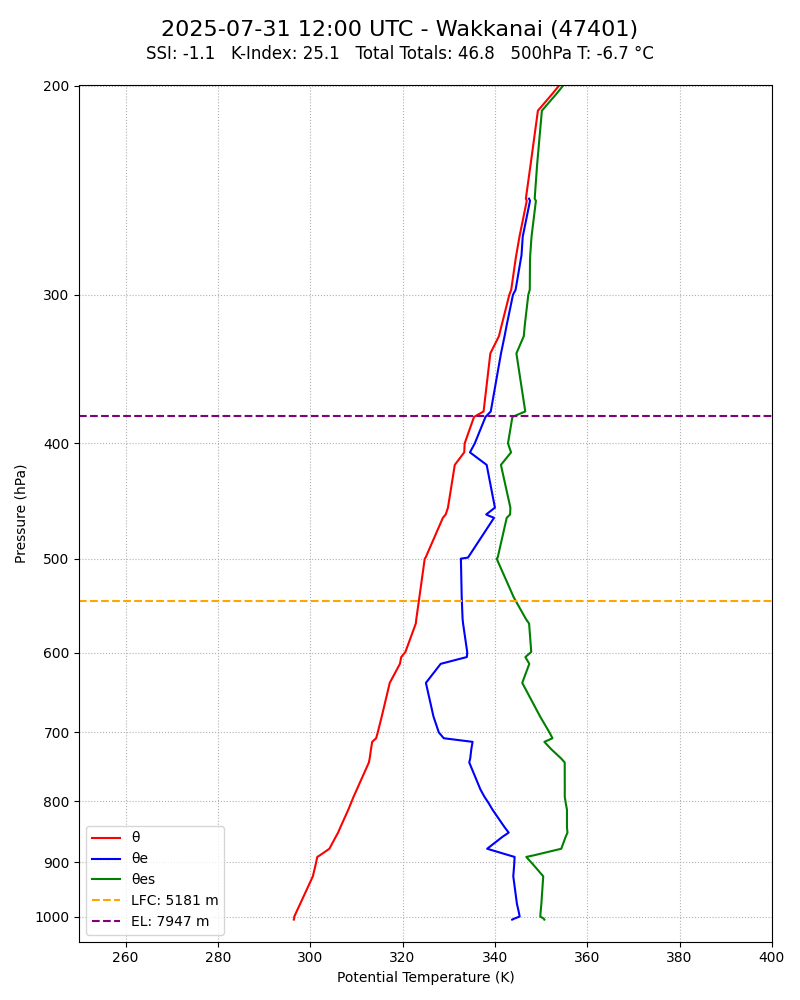 2025-07-31 12:00 UTC - Wakkanai (47401)
SSI: -1.1 K-Index: 25.1 Total Totals: 46.8 500hPa T: -6.7 °C
200
300
400
500
600
700
800
900
1000
Pressure (hPa)
θ
θe
θes
LFC: 5181 m
EL: 7947 m
260 280 300 320 340 360 380 400
Potential Temperature (K)